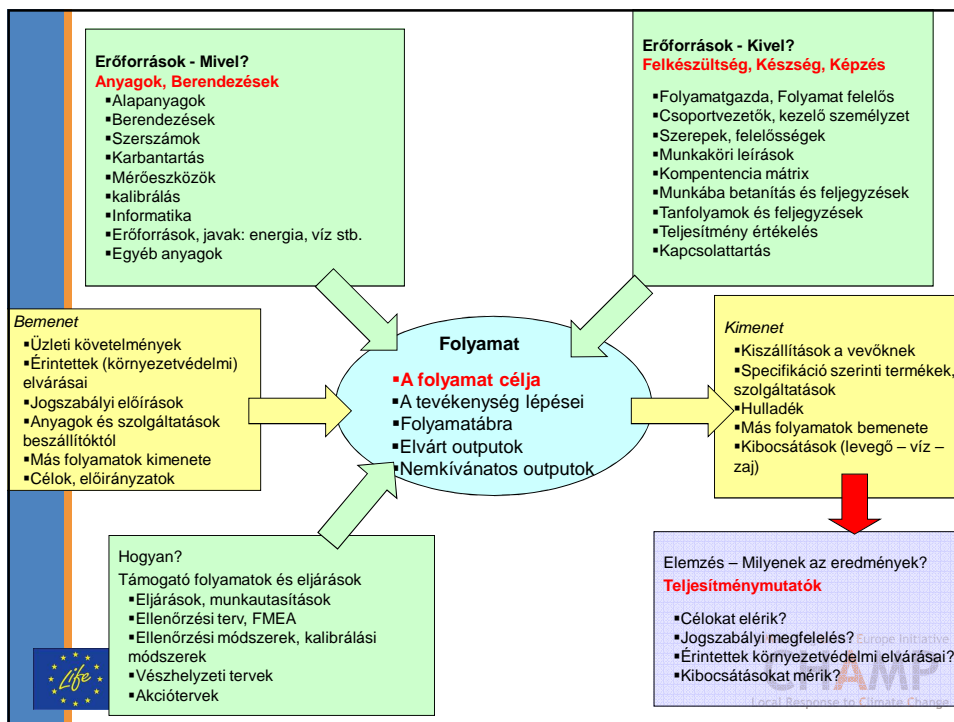 Erőforrások - Mivel?
Anyagok, Berendezések
▪Alapanyagok
▪Berendezések
▪Szerszámok
▪Karbantartás
▪Mérőeszközök
▪kalibrálás
▪Informatika
▪Erőforrások, javak: energia, víz stb.
▪Egyéb anyagok
Erőforrások - Kivel?
Felkészültség, Készség, Képzés
▪Folyamatgazda, Folyamat felelős
▪Csoportvezetők, kezelő személyzet
▪Szerepek, felelősségek
▪Munkaköri leírások
▪Kompentencia mátrix
▪Munkába betanítás és feljegyzések
▪Tanfolyamok és feljegyzések
▪Teljesítmény értékelés
▪Kapcsolattartás
Bemenet
▪Üzleti követelmények
▪Érintettek (környezetvédelmi)
elvárásai
▪Jogszabályi előírások
▪Anyagok és szolgáltatások
beszállítóktól
▪Más folyamatok kimenete
▪Célok, előirányzatok
Folyamat
▪A folyamat célja
▪A tevékenység lépései
▪Folyamatábra
▪Elvárt outputok
▪Nemkívánatos outputok
Kimenet
▪Kiszállítások a vevőknek
▪Specifikáció szerinti termékek,
szolgáltatások
▪Hulladék
▪Más folyamatok bemenete
▪Kibocsátások (levegő – víz –
zaj)
Hogyan?
Támogató folyamatok és eljárások
▪Eljárások, munkautasítások
▪Ellenőrzési terv, FMEA
▪Ellenőrzési módszerek, kalibrálási
módszerek
▪Vészhelyzeti tervek
▪Akciótervek
Elemzés – Milyenek az eredmények?
Teljesítménymutatók
▪Célokat elérik?
▪Jogszabályi megfelelés?
▪Érintettek környezetvédelmi elvárásai?
▪Kibocsátásokat mérik?
Life
Europe Initiative
CHAMP
Local Response to Climate Change